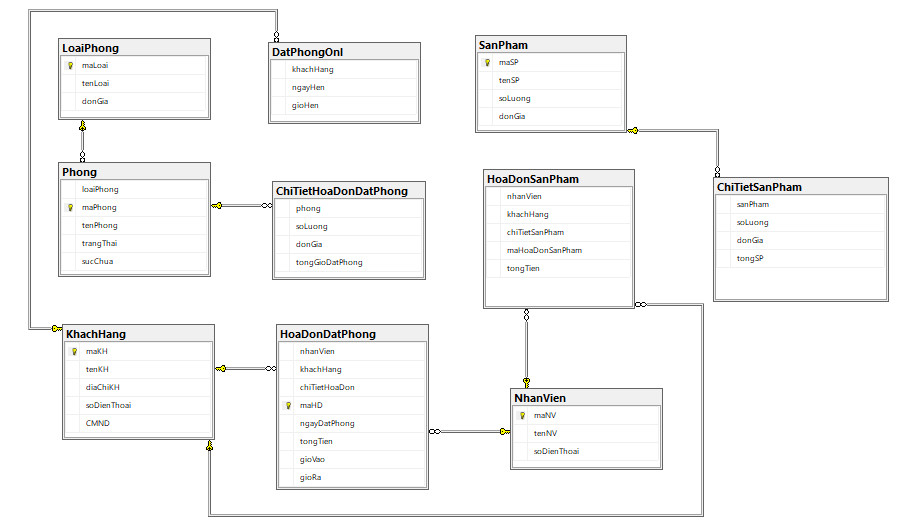 LoaiPhong
maLoai
tenLoai
donGia
DatPhongOnl
khachHang
ngayHen
gioHen
SanPham
maSP
tenSP
soLuong
donGia
Phong
loaiPhong
maPhong
tenPhong
trangThai
sucChua
ChiTietHoaDonDatPhong
phong
soLuong
donGia
tongGioDatPhong
HoaDonSanPham
nhanVien
khachHang
chiTietSanPham
maHoaDonSanPham
tongTien
ChiTietSanPham
sanPham
soLuong
donGia
tongSP
KhachHang
maKH
tenKH
diaChiKH
soDienThoai
CMND
HoaDonDatPhong
nhanVien
khachHang
chiTietHoaDon
maHD
ngayDatPhong
tongTien
gioVao
gioRa
NhanVien
maNV
tenNV
soDienThoai